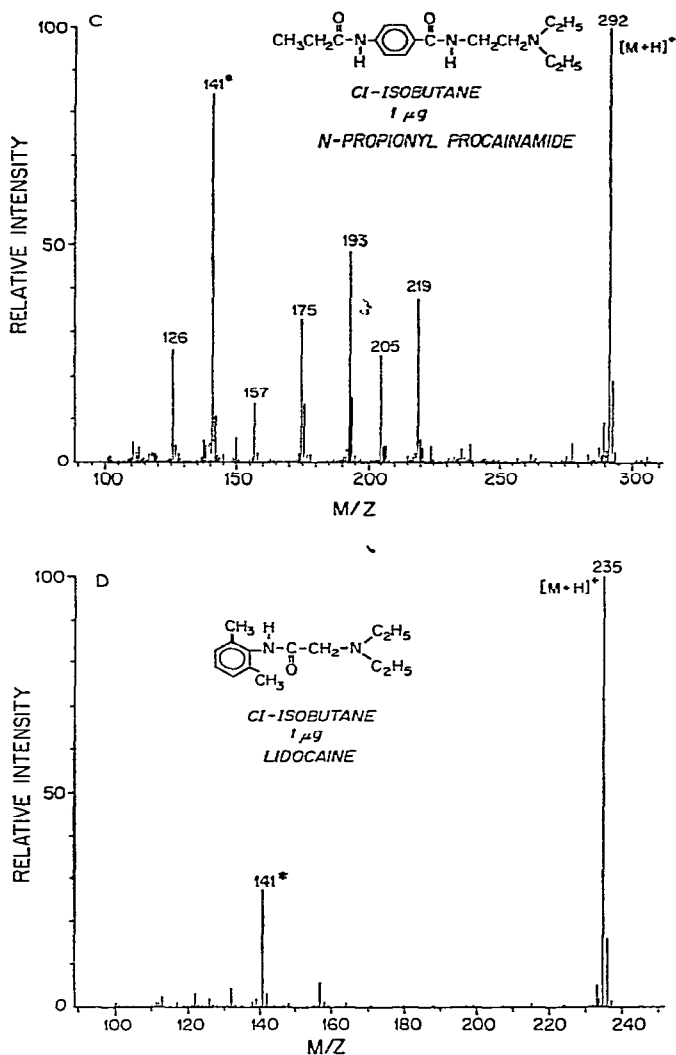 C
100
50
0
RELATIVE INTENSITY
O
CH₃CH₂C-N
H
O
C-N-CH₂CH₂N
H
C₂H₅
C₂H₅
CI-ISOBUTANE
1 μg
N-PROPIONYL PROCAINAMIDE
292
[M+H]⁺
141*
126
157
175
193
205
219
100
150
200
250
300
M/Z
D
100
50
0
RELATIVE INTENSITY
CH₃
H
N-C-CH₂-N
O
CH₃
C₂H₅
C₂H₅
CI-ISOBUTANE
1 μg
LIDOCAINE
235
[M+H]⁺
141*
100
120
140
160
180
200
220
240
M/Z